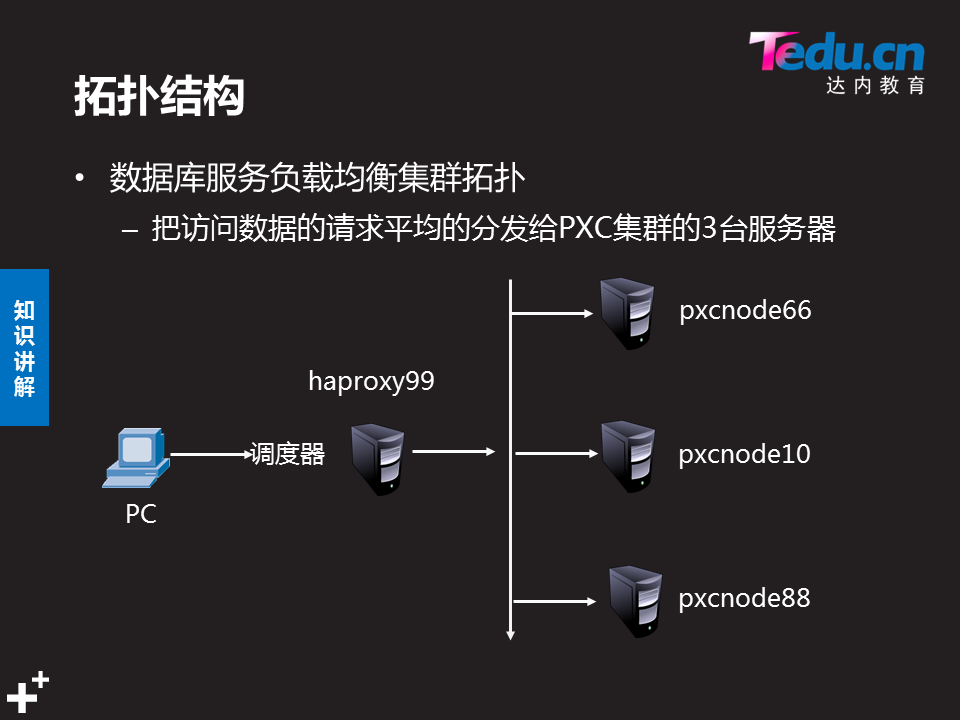 Tedu.cn
达内教育
拓扑结构
• 数据库服务负载均衡集群拓扑
– 把访问数据的请求平均的分发给PXC集群的3台服务器
知识讲解
pxcnode66
haproxy99
调度器
pxcnode10
PC
pxcnode88